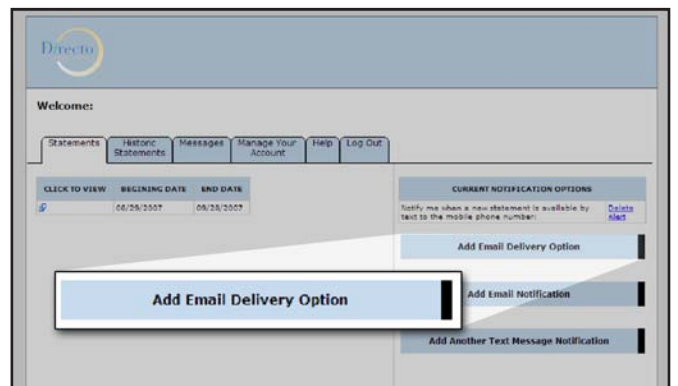 Directo
Welcome:
Statements
Historic
Statements
Messages
Manage Your
Account
Help
Log Out
CLICK TO VIEW BEGINING DATE END DATE
08/29/2007 09/28/2007
CURRENT NOTIFICATION OPTIONS
Notify me when a new statement is available by
text to the mobile phone number:
Delete
Alert
Add Email Delivery Option
Add Email Delivery Option
Add Email Notification
Add Another Text Message Notification